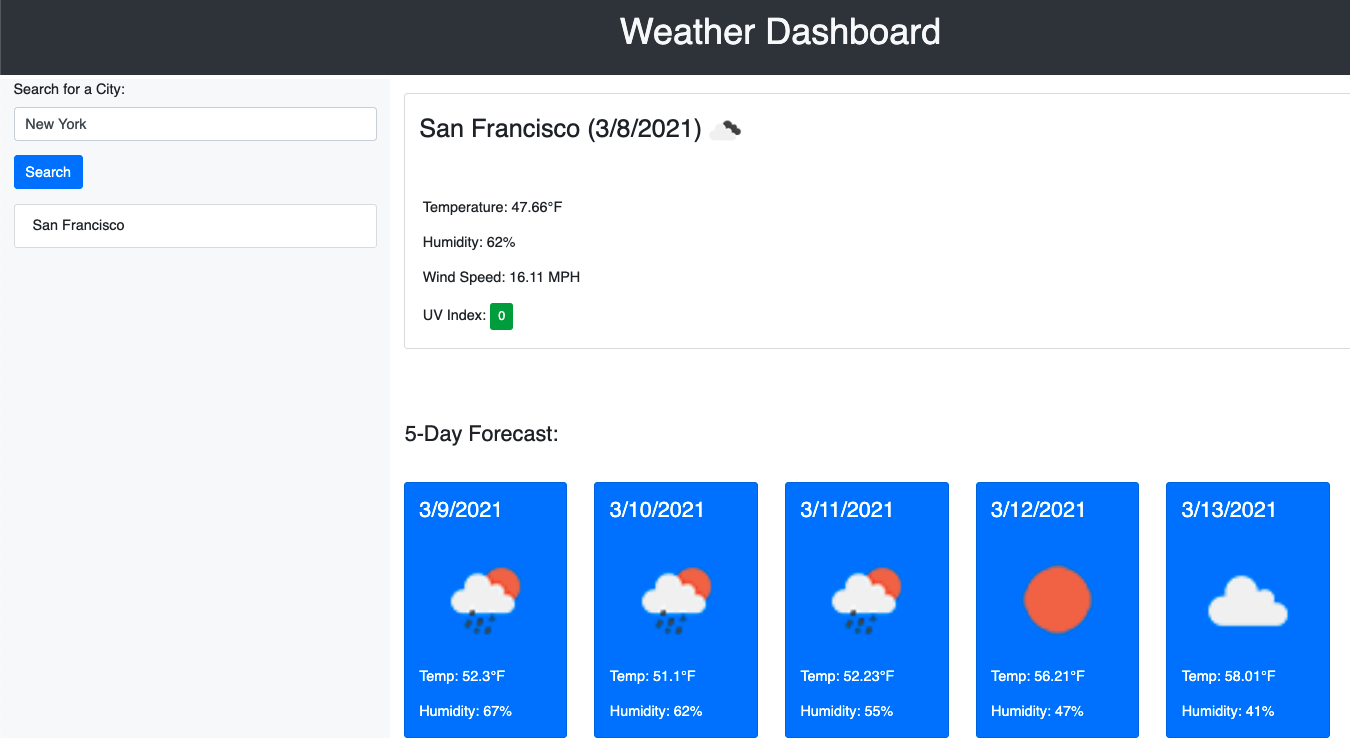 Weather Dashboard
Search for a City:
New York
Search
San Francisco
San Francisco (3/8/2021)
Temperature: 47.66°F
Humidity: 62%
Wind Speed: 16.11 MPH
UV Index: 0
5-Day Forecast:
3/9/2021
Temp: 52.3°F
Humidity: 67%
3/10/2021
Temp: 51.1°F
Humidity: 62%
3/11/2021
Temp: 52.23°F
Humidity: 55%
3/12/2021
Temp: 56.21°F
Humidity: 47%
3/13/2021
Temp: 58.01°F
Humidity: 41%